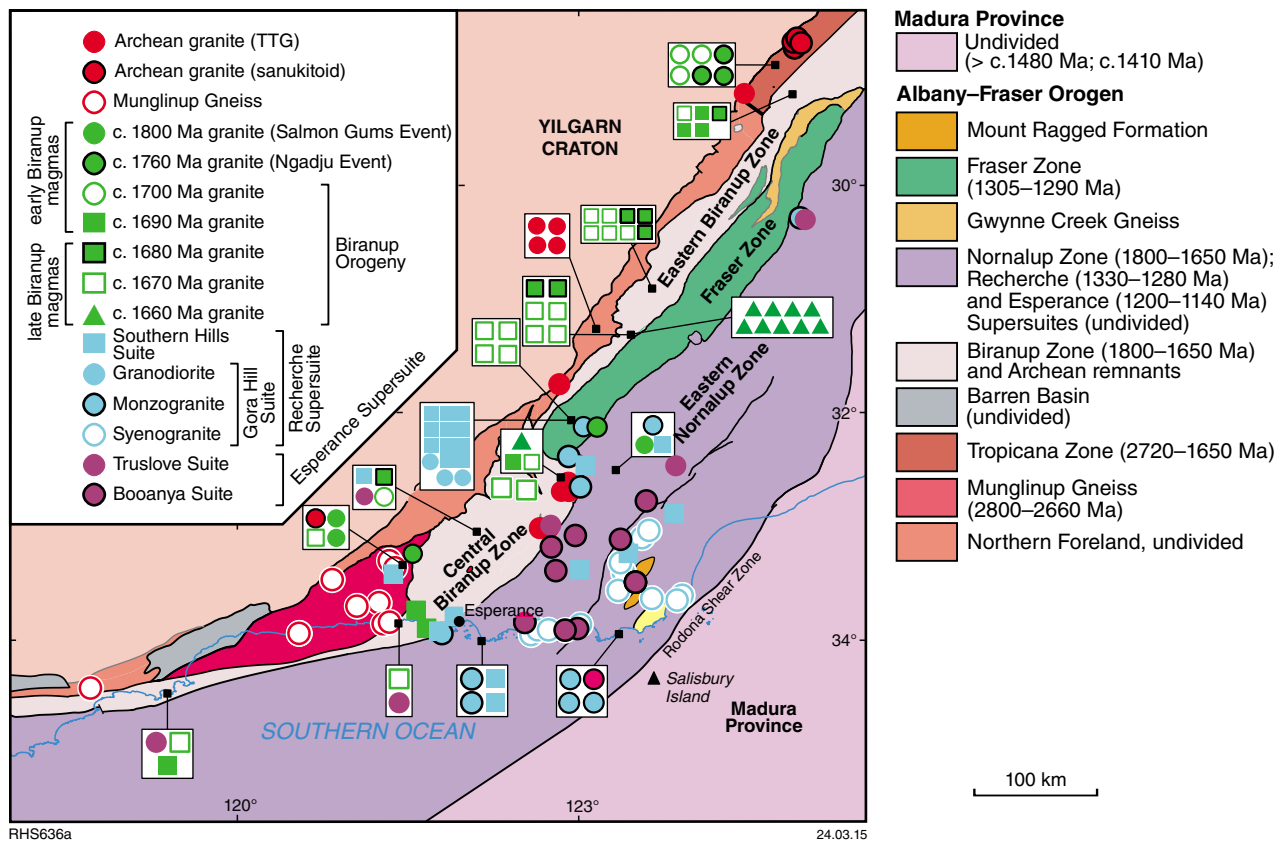 Archean granite (TTG)
Archean granite (sanukitoid)
Munglinup Gneiss
c. 1800 Ma granite (Salmon Gums Event)
c. 1760 Ma granite (Ngadju Event)
c. 1700 Ma granite
c. 1690 Ma granite
c. 1680 Ma granite
c. 1670 Ma granite
c. 1660 Ma granite
Southern Hills
Suite
Granodiorite
Monzogranite
Syenogranite
Truslove Suite
Booanya Suite
early Biranup
magmas
late Biranup
magmas
Biranup
Orogeny
Gora Hill
Suite
Recherche
Supersuite
Esperance Supersuite
YILGARN
CRATON
Eastern Biranup Zone
Fraser Zone
Eastern
Nornalup Zone
Central
Biranup Zone
Esperance
Rodona Shear Zone
Salisbury
Island
Madura
Province
SOUTHERN OCEAN
30°
32°
34°
120°
123°
RHS636a
24.03.15
Madura Province
Undivided
(> c.1480 Ma; c.1410 Ma)
Albany–Fraser Orogen
Mount Ragged Formation
Fraser Zone
(1305–1290 Ma)
Gwynne Creek Gneiss
Nornalup Zone (1800–1650 Ma);
Recherche (1330–1280 Ma)
and Esperance (1200–1140 Ma)
Supersuites (undivided)
Biranup Zone (1800–1650 Ma)
and Archean remnants
Barren Basin
(undivided)
Tropicana Zone (2720–1650 Ma)
Munglinup Gneiss
(2800–2660 Ma)
Northern Foreland, undivided
100 km